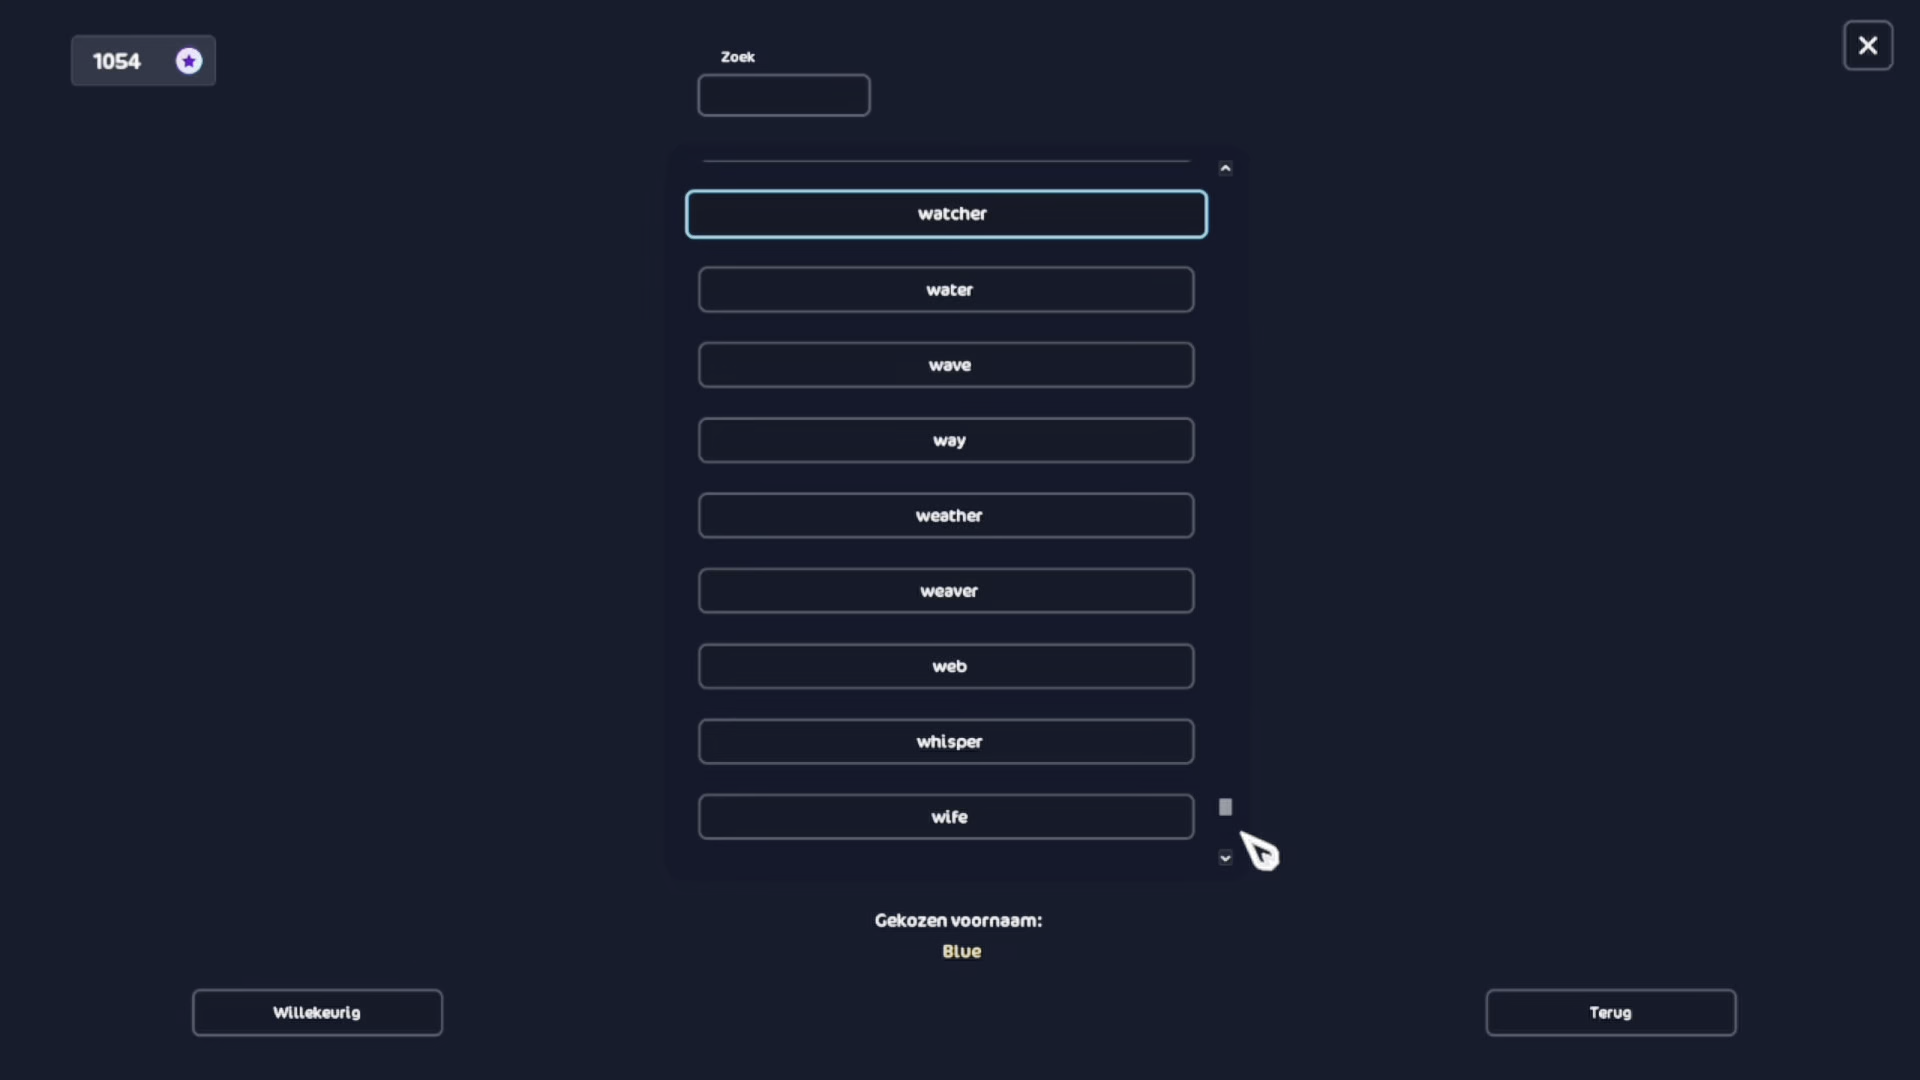 1054
Zoek
watcher
water
wave
way
weather
weaver
web
whisper
wife
Gekozen voornaam:
Blue
Willekeurig
Terug